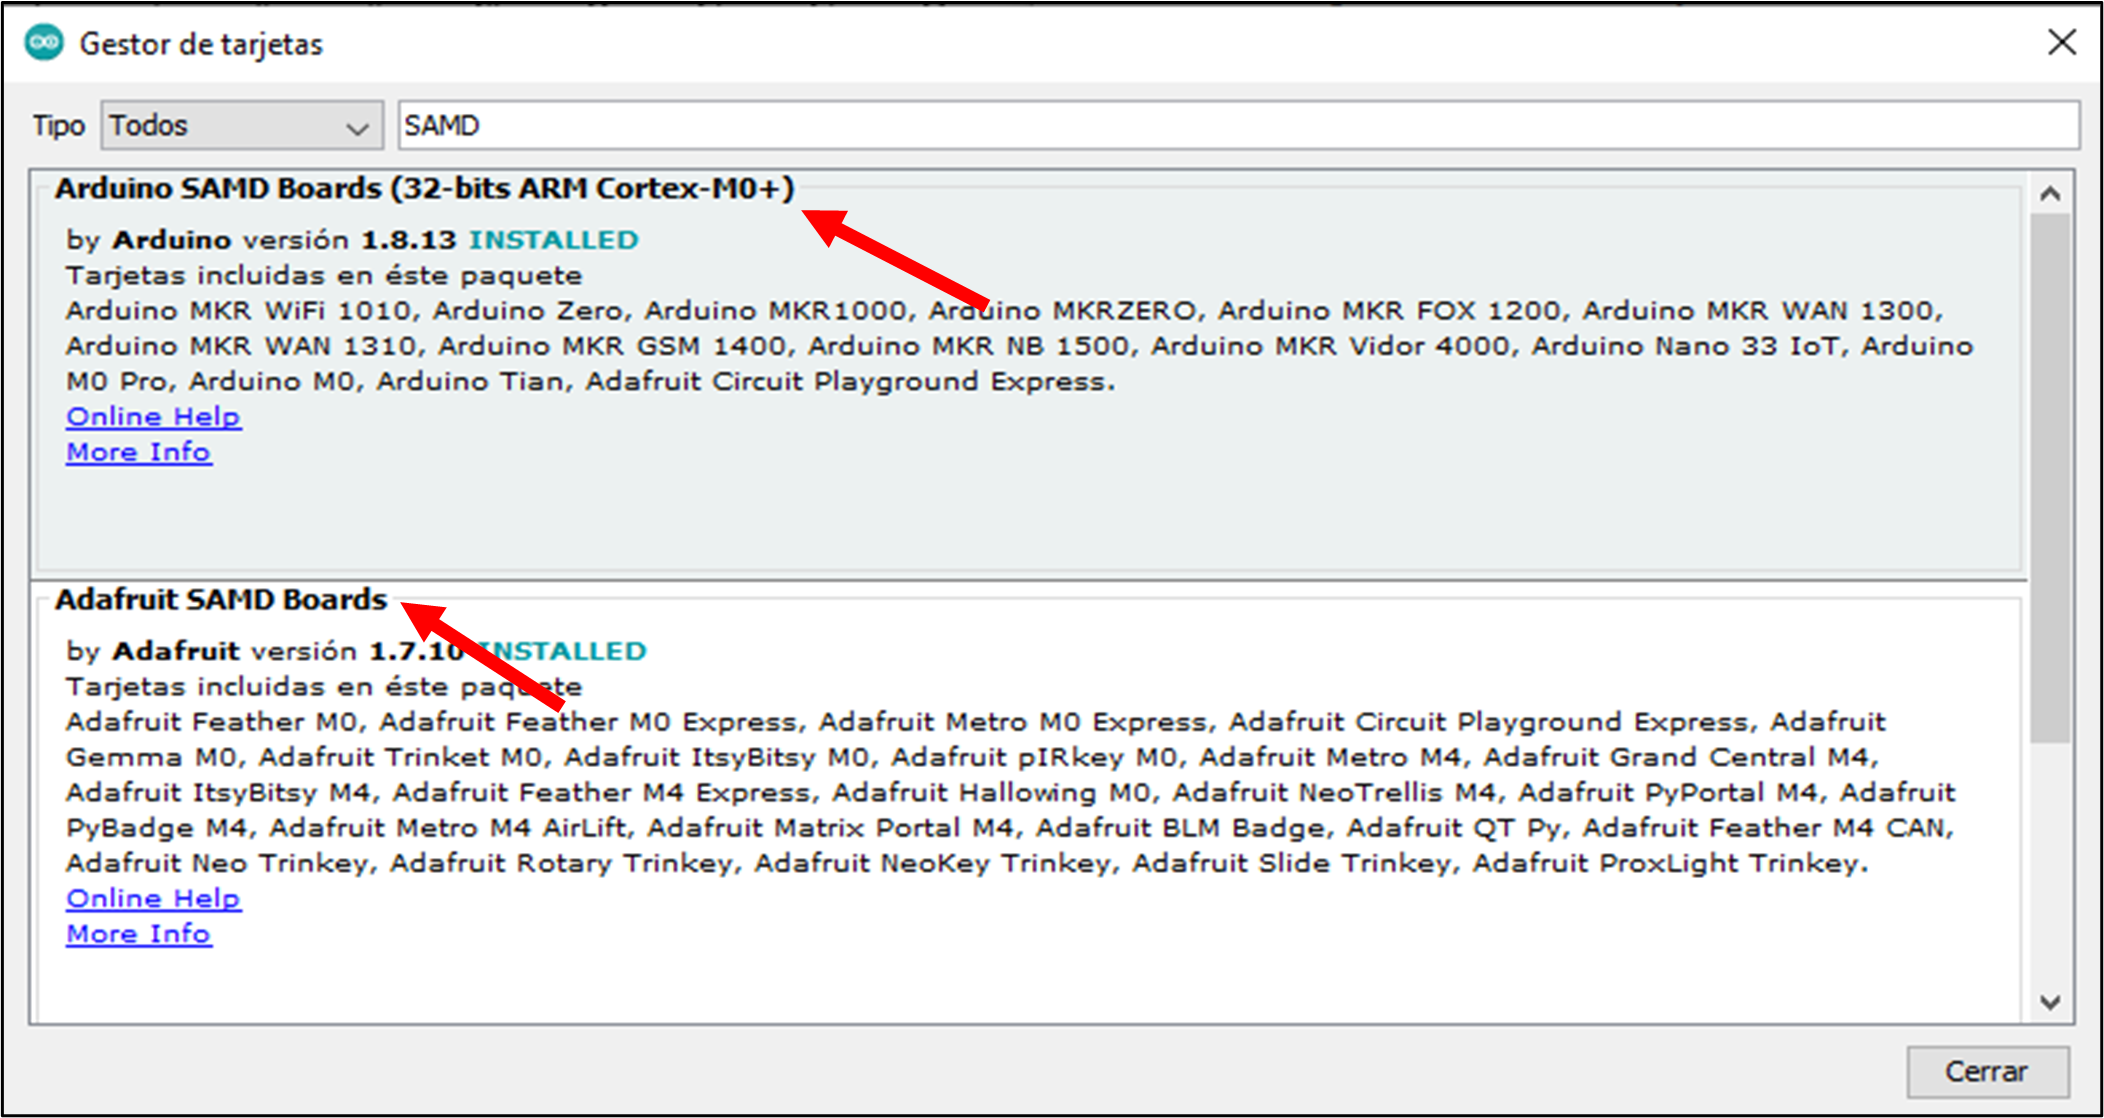 Gestor de tarjetas
Tipo Todos SAMD
Arduino SAMD Boards (32-bits ARM Cortex-M0+)
by Arduino versión 1.8.13 INSTALLED
Tarjetas incluidas en éste paquete
Arduino MKR WiFi 1010, Arduino Zero, Arduino MKR1000, Arduino MKRZERO, Arduino MKR FOX 1200, Arduino MKR WAN 1300,
Arduino MKR WAN 1310, Arduino MKR GSM 1400, Arduino MKR NB 1500, Arduino MKR Vidor 4000, Arduino Nano 33 IoT, Arduino
M0 Pro, Arduino M0, Arduino Tian, Adafruit Circuit Playground Express.
Online Help
More Info
Adafruit SAMD Boards
by Adafruit versión 1.7.10 INSTALLED
Tarjetas incluidas en éste paquete
Adafruit Feather M0, Adafruit Feather M0 Express, Adafruit Metro M0 Express, Adafruit Circuit Playground Express, Adafruit
Gemma M0, Adafruit Trinket M0, Adafruit ItsyBitsy M0, Adafruit pIRkey M0, Adafruit Metro M4, Adafruit Grand Central M4,
Adafruit ItsyBitsy M4, Adafruit Feather M4 Express, Adafruit Hallowing M0, Adafruit NeoTrellis M4, Adafruit PyPortal M4, Adafruit
PyBadge M4, Adafruit Metro M4 AirLift, Adafruit Matrix Portal M4, Adafruit BLM Badge, Adafruit QT Py, Adafruit Feather M4 CAN,
Adafruit Neo Trinkey, Adafruit Rotary Trinkey, Adafruit NeoKey Trinkey, Adafruit Slide Trinkey, Adafruit ProxLight Trinkey.
Online Help
More Info
Cerrar